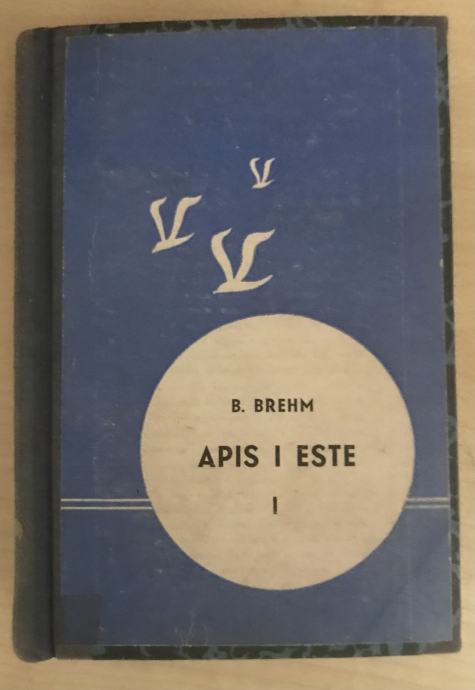 B. BREHM
APIS I ESTE
I